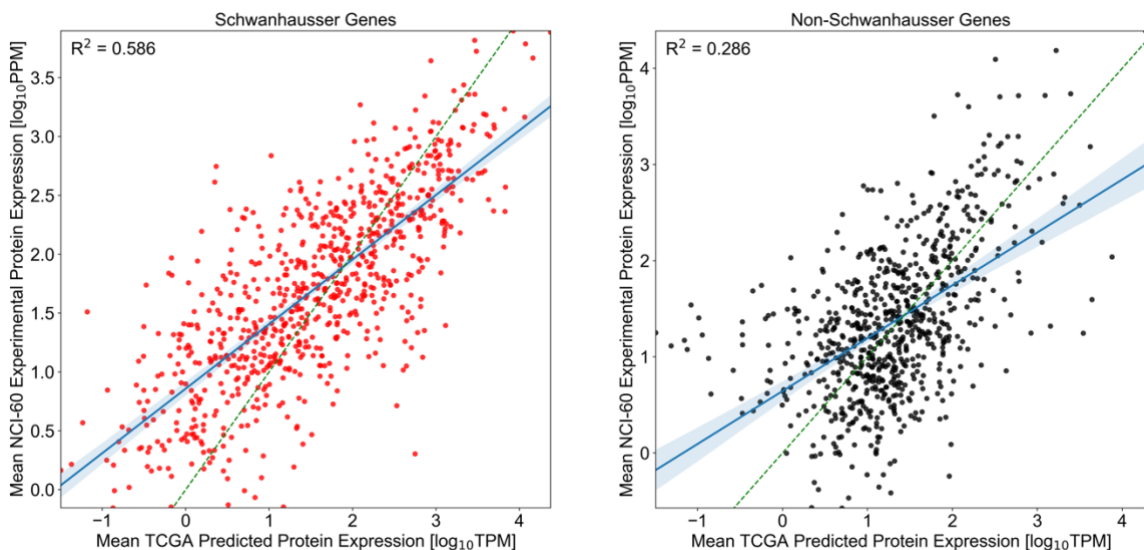 Schwanhausser Genes
R² = 0.586
Mean NCI-60 Experimental Protein Expression [log₁₀PPM]
3.5
3.0
2.5
2.0
1.5
1.0
0.5
0.0
−1 0 1 2 3 4
Mean TCGA Predicted Protein Expression [log₁₀TPM]
Non-Schwanhausser Genes
R² = 0.286
Mean NCI-60 Experimental Protein Expression [log₁₀PPM]
4
3
2
1
0
−1 0 1 2 3 4
Mean TCGA Predicted Protein Expression [log₁₀TPM]